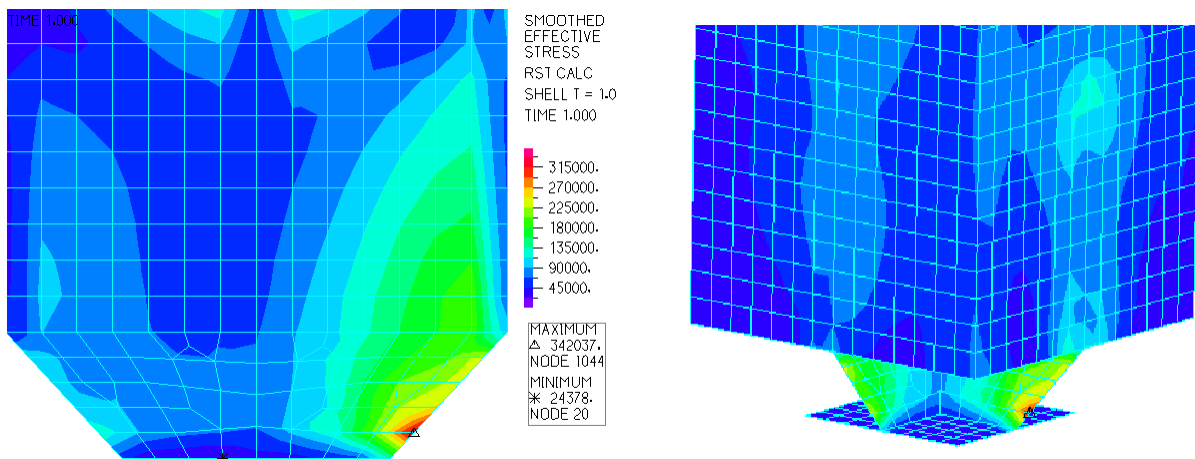 TIME 1.000
SMOOTHED
EFFECTIVE
STRESS
RST CALC
SHELL T = 1.0
TIME 1.000
315000.
270000.
225000.
180000.
135000.
90000.
45000.
MAXIMUM
△ 342037.
NODE 1044
MINIMUM
✳ 24378.
NODE 20